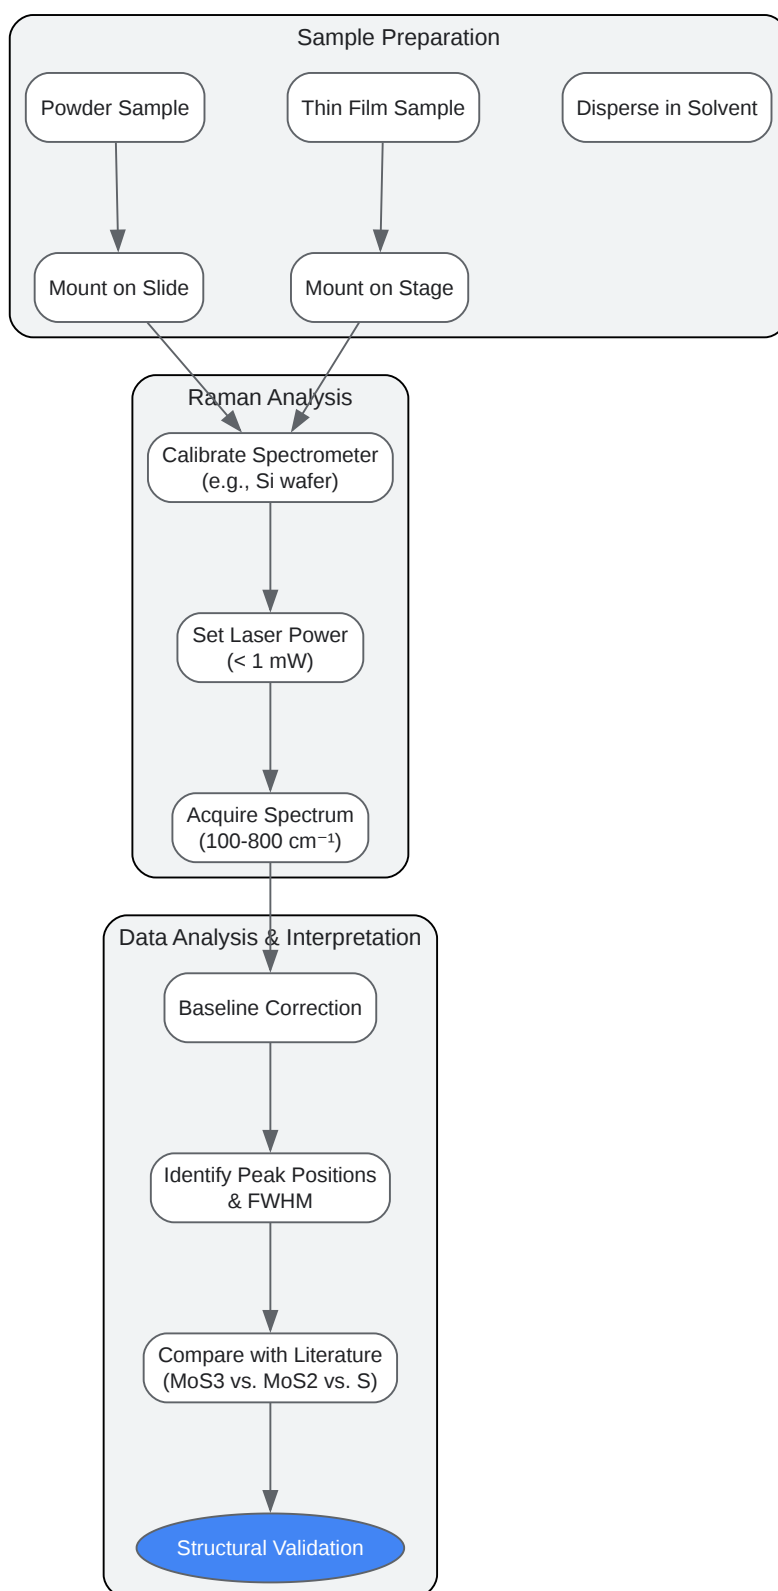 Sample Preparation
Powder Sample
Thin Film Sample
Disperse in Solvent
Mount on Slide
Mount on Stage
Raman Analysis
Calibrate Spectrometer
(e.g., Si wafer)
Set Laser Power
(< 1 mW)
Acquire Spectrum
(100-800 cm⁻¹)
Data Analysis & Interpretation
Baseline Correction
Identify Peak Positions
& FWHM
Compare with Literature
(MoS3 vs. MoS2 vs. S)
Structural Validation